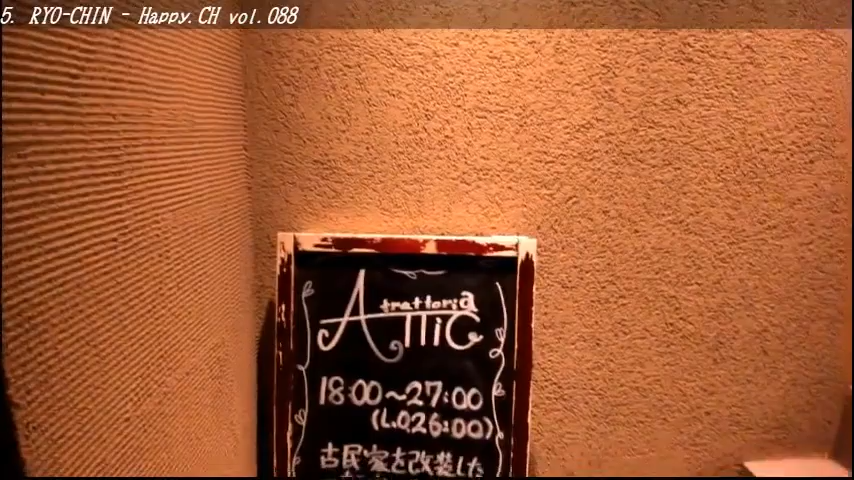 5. RYO-CHIN - Happy.CH vol.088
trattoria
ATTiC
18:00~27:00
(L.O.26:00)
古民家を改装した